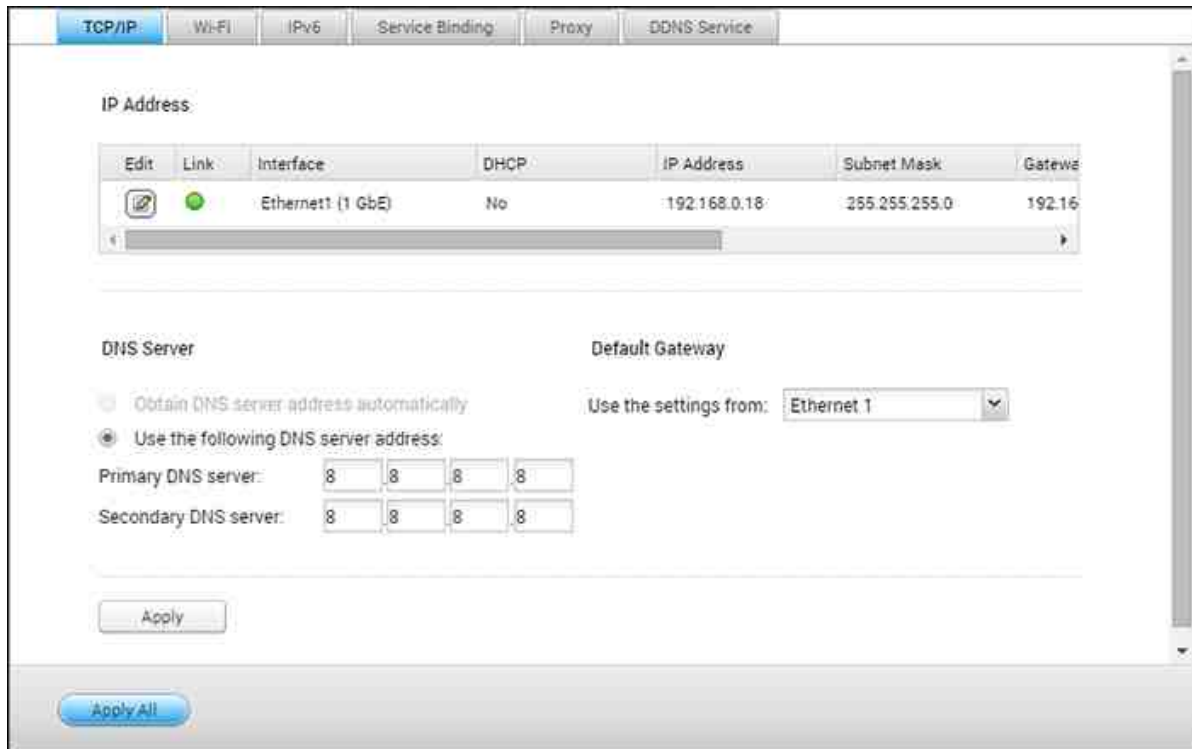 TCP/IP Wi-Fi IPv6 Service Binding Proxy DDNS Service
IP Address
Edit Link Interface DHCP IP Address Subnet Mask Gatewa
Ethernet1 (1 GbE) No 192.168.0.18 255.255.255.0 192.16
DNS Server Default Gateway
Obtain DNS server address automatically Use the settings from: Ethernet 1
Use the following DNS server address:
Primary DNS server: 8 .8 .8 .8
Secondary DNS server: 8 .8 .8 .8
Apply
Apply All